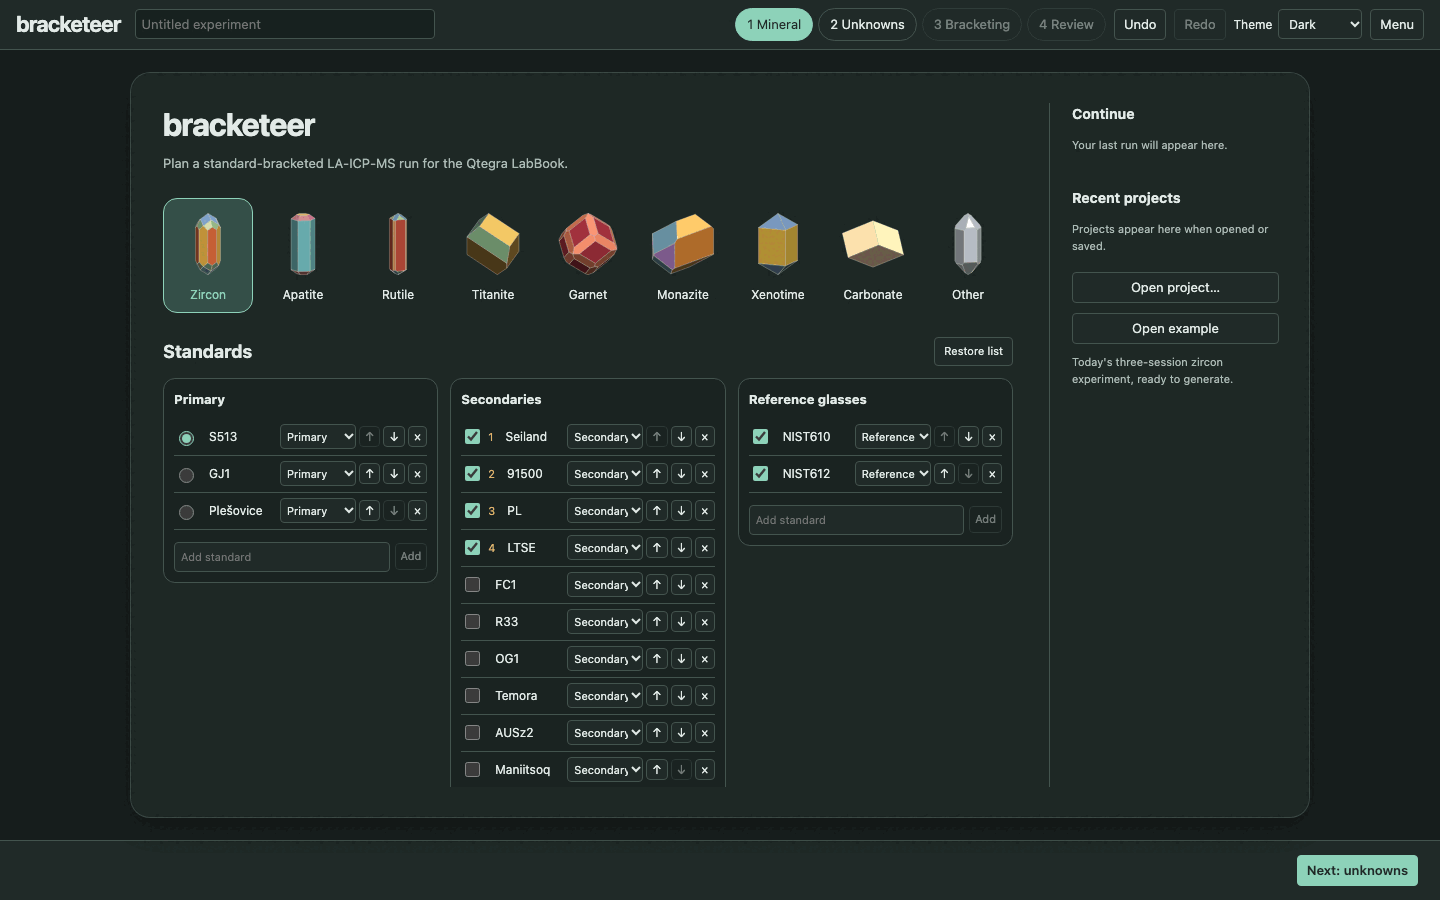 bracketeer
Untitled experiment
1 Mineral
2 Unknowns
3 Bracketing
4 Review
Undo
Redo
Theme
Dark
Menu
bracketeer
Plan a standard-bracketed LA-ICP-MS run for the Qtegra LabBook.
Zircon
Apatite
Rutile
Titanite
Garnet
Monazite
Xenotime
Carbonate
Other
Standards
Restore list
Primary
S513 Primary ↑ ↓ ×
GJ1 Primary ↑ ↓ ×
Plešovice Primary ↑ ↓ ×
Add standard Add
Secondaries
1 Seiland Secondary ↑ ↓ ×
2 91500 Secondary ↑ ↓ ×
3 PL Secondary ↑ ↓ ×
4 LTSE Secondary ↑ ↓ ×
FC1 Secondary ↑ ↓ ×
R33 Secondary ↑ ↓ ×
OG1 Secondary ↑ ↓ ×
Temora Secondary ↑ ↓ ×
AUSz2 Secondary ↑ ↓ ×
Maniitsoq Secondary ↑ ↓ ×
Reference glasses
NIST610 Reference ↑ ↓ ×
NIST612 Reference ↑ ↓ ×
Add standard Add
Continue
Your last run will appear here.
Recent projects
Projects appear here when opened or
saved.
Open project...
Open example
Today's three-session zircon
experiment, ready to generate.
Next: unknowns